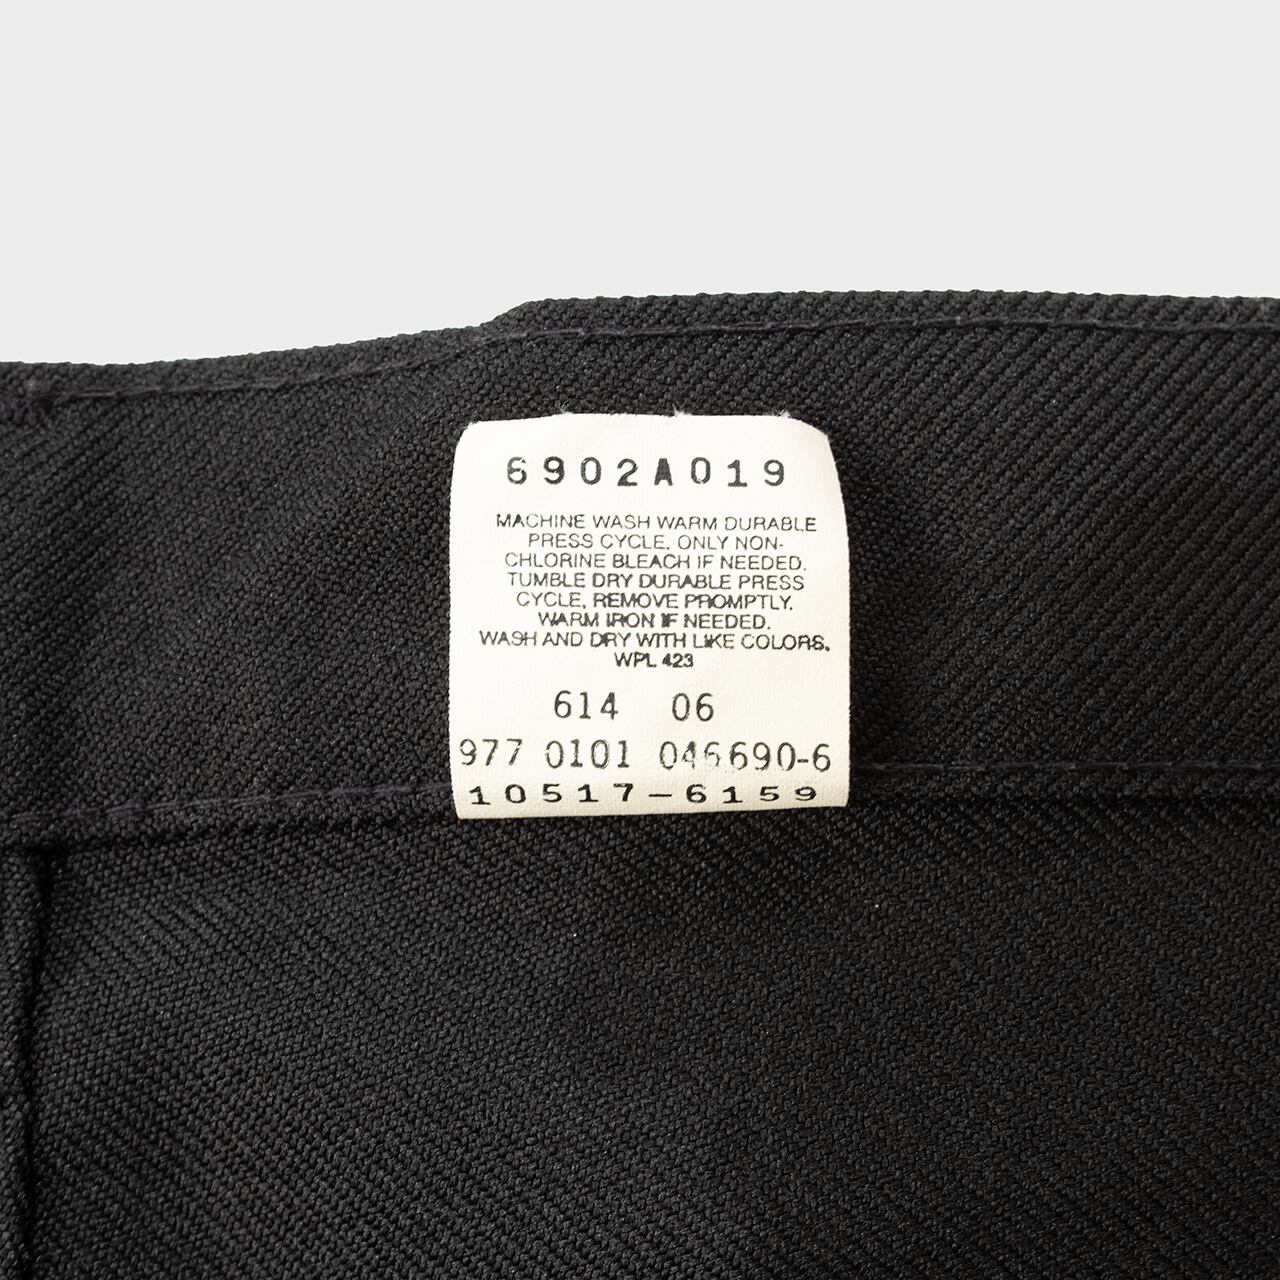 6902A019
MACHINE WASH WARM DURABLE
PRESS CYCLE. ONLY NON-
CHLORINE BLEACH IF NEEDED.
TUMBLE DRY DURABLE PRESS
CYCLE, REMOVE PROMPTLY.
WARM IRON IF NEEDED.
WASH AND DRY WITH LIKE COLORS.
WPL 423
614 06
977 0101 046690-6
10517-6159